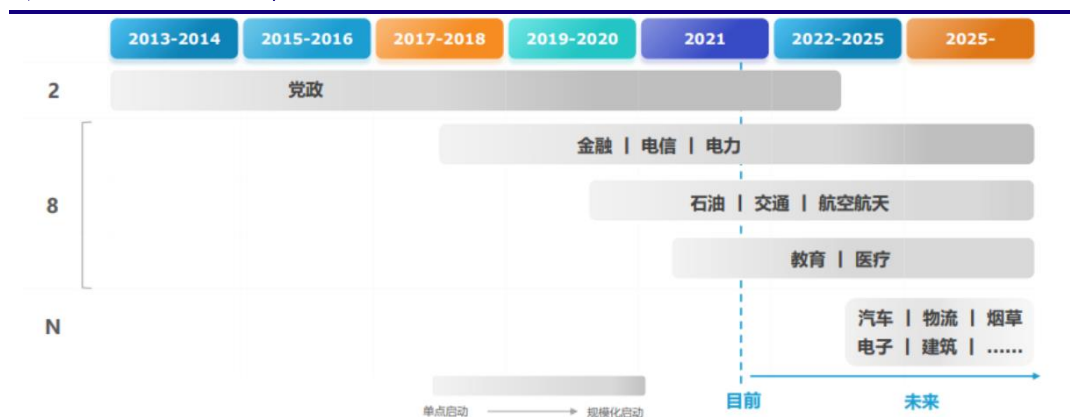 2013-2014 2015-2016 2017-2018 2019-2020 2021 2022-2025 2025-
2 党政
金融 | 电信 | 电力
8 石油 | 交通 | 航空航天
教育 | 医疗
N 汽车 | 物流 | 烟草
电子 | 建筑 | ......
单点启动 规模化启动
目前 未来